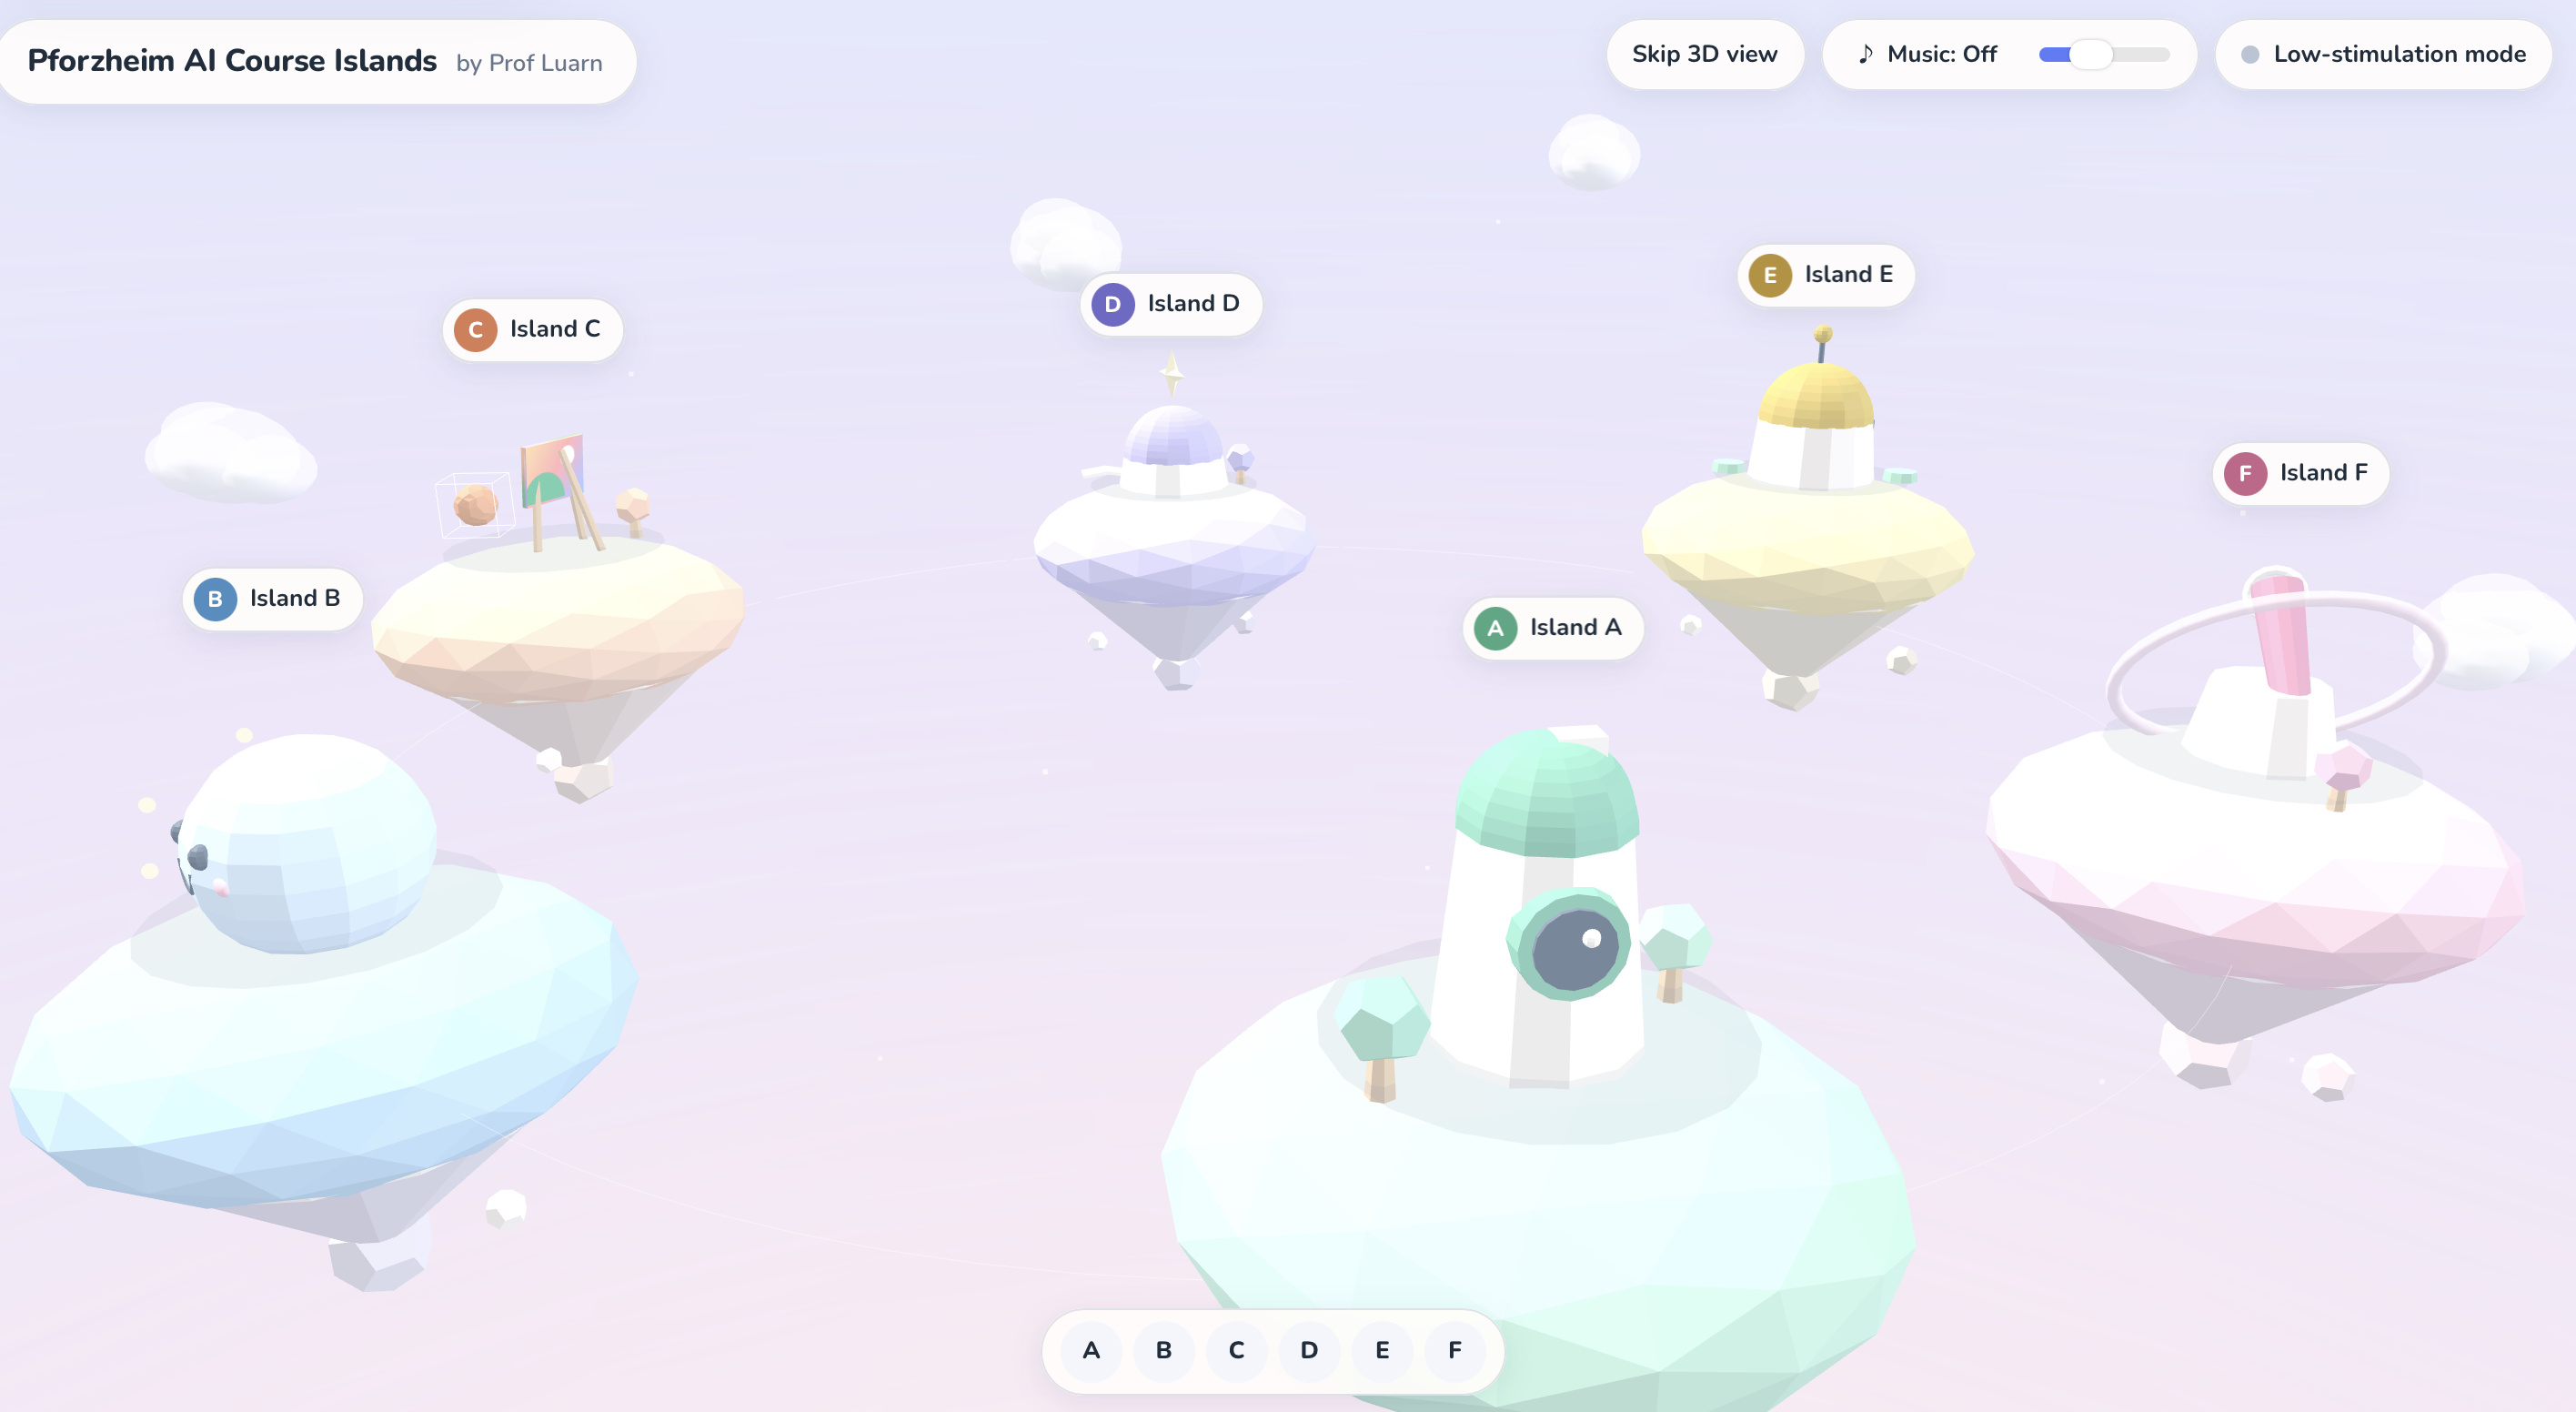 Pforzheim AI Course Islands by Prof Luarn
Skip 3D view
♪ Music: Off
Low-stimulation mode
E Island E
D Island D
C Island C
F Island F
B Island B
A Island A
A B C D E F